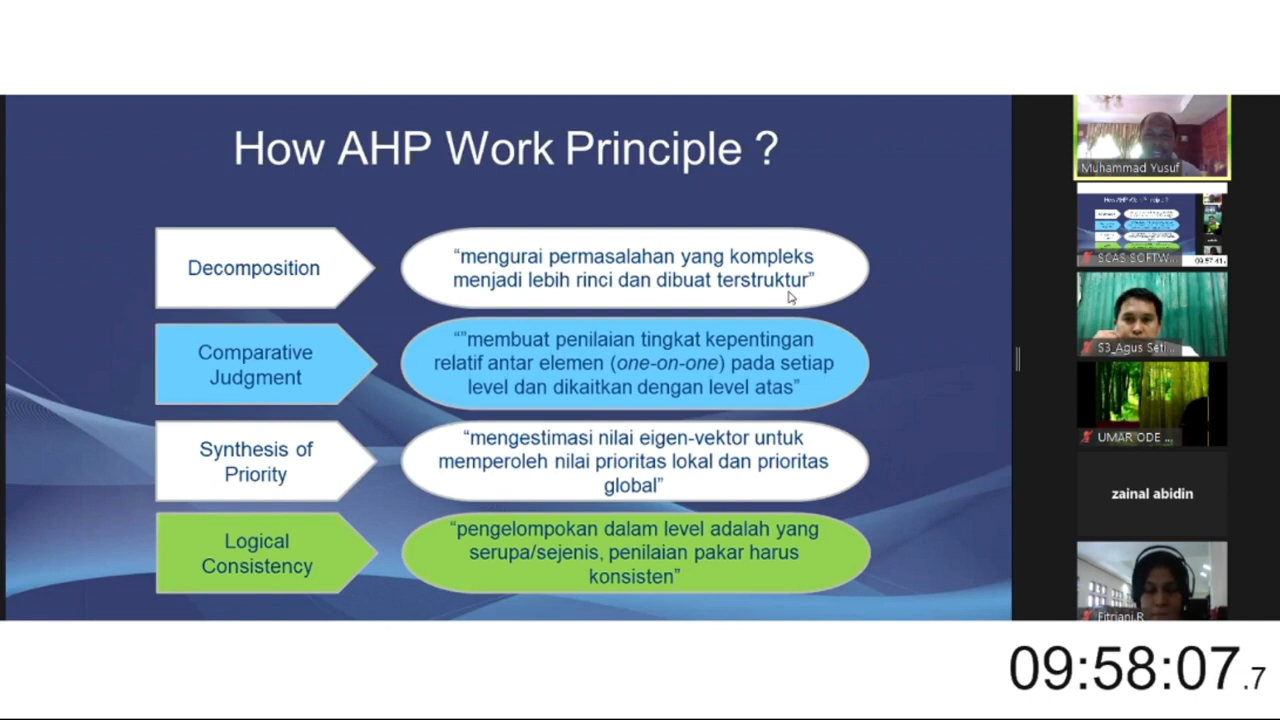 How AHP Work Principle ?
Decomposition
“mengurai permasalahan yang kompleks
menjadi lebih rinci dan dibuat terstruktur”
Comparative
Judgment
“”membuat penilaian tingkat kepentingan
relatif antar elemen (one-on-one) pada setiap
level dan dikaitkan dengan level atas”
Synthesis of
Priority
“mengestimasi nilai eigen-vektor untuk
memperoleh nilai prioritas lokal dan prioritas
global”
Logical
Consistency
“pengelompokan dalam level adalah yang
serupa/sejenis, penilaian pakar harus
konsisten”
Muhammad Yusuf
SCAS SOFTW...
S3_Agus Seti...
UMAR ODE ...
zainal abidin
Fitriani.R
09:58:07.7